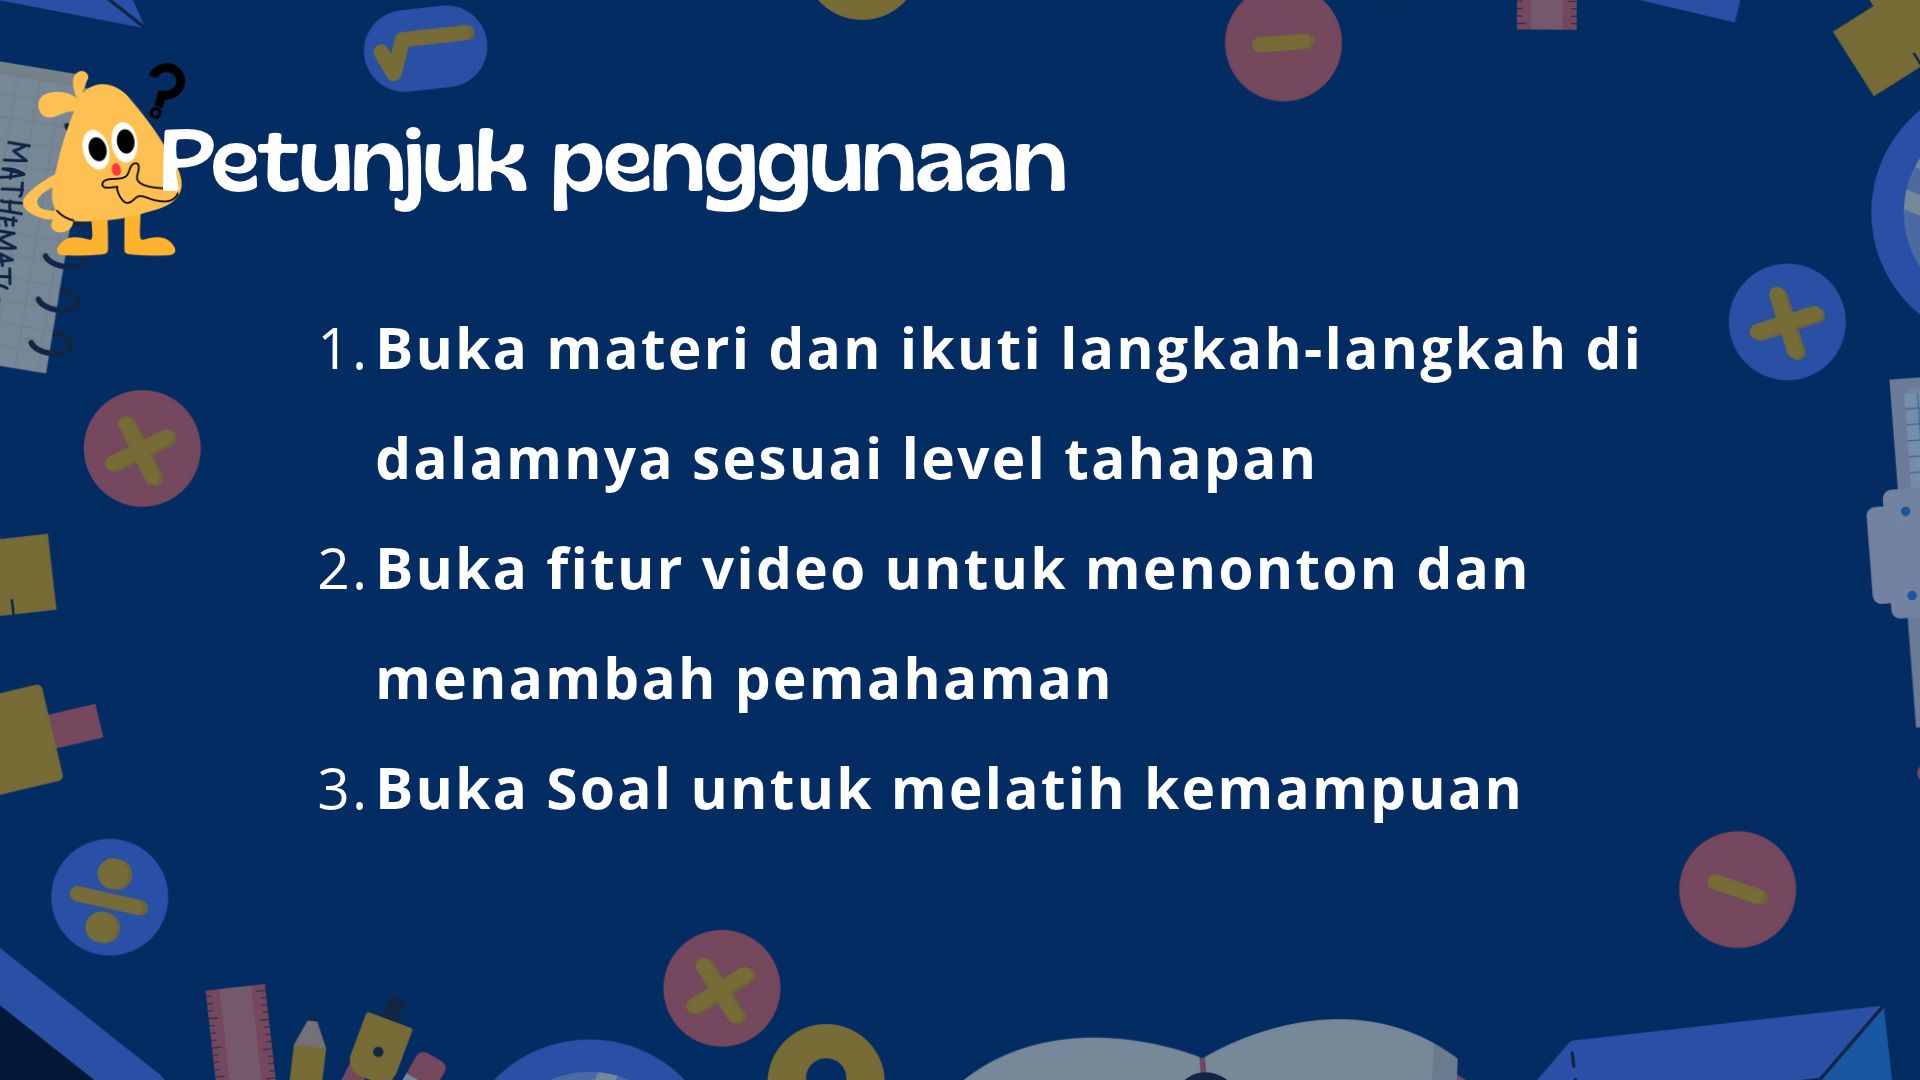 Petunjuk penggunaan
1. Buka materi dan ikuti langkah-langkah di
dalamnya sesuai level tahapan
2. Buka fitur video untuk menonton dan
menambah pemahaman
3. Buka Soal untuk melatih kemampuan